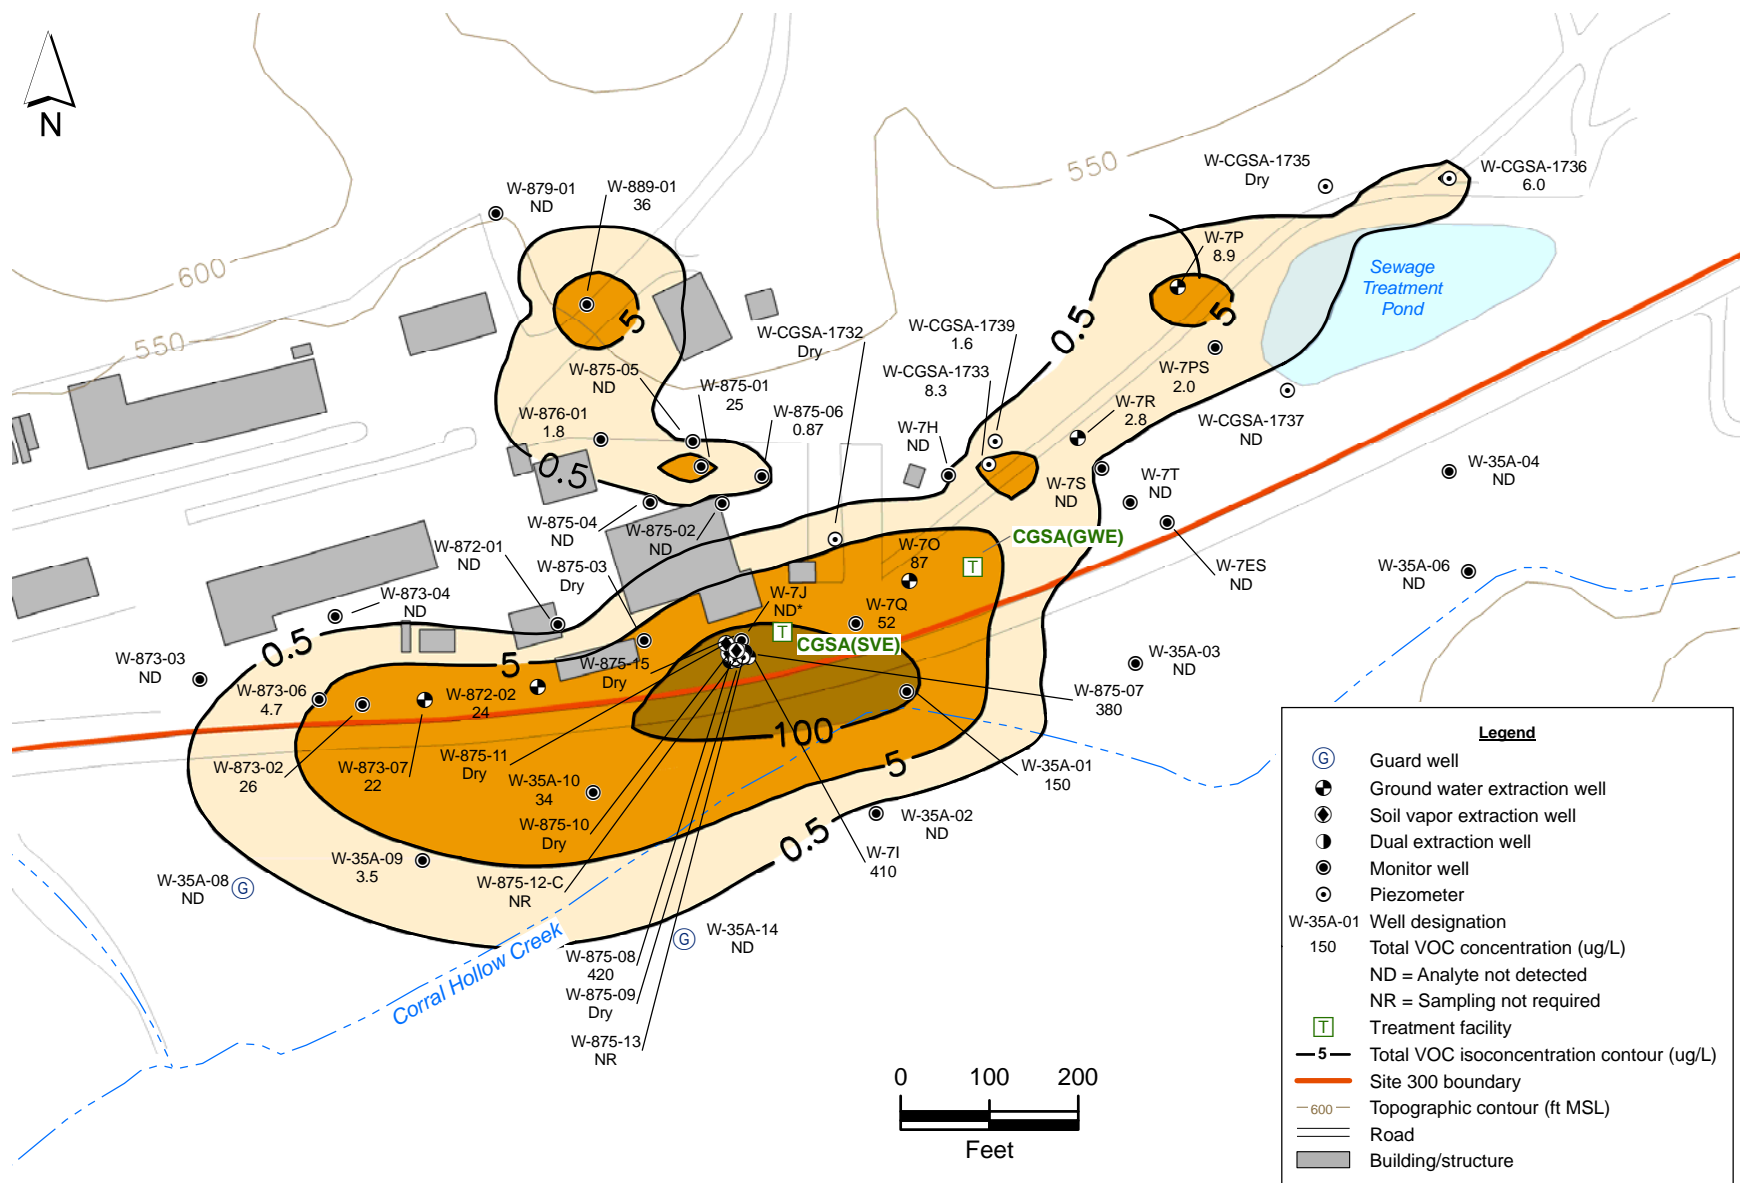 N
550
600
550
W-879-01
ND
W-889-01
36
W-CGSA-1735
Dry
W-CGSA-1736
6.0
W-7P
8.9
Sewage
Treatment
Pond
5
5
0.5
W-CGSA-1732
Dry
W-CGSA-1739
1.6
W-CGSA-1733
8.3
W-875-05
ND
W-875-01
25
W-875-06
0.87
W-876-01
1.8
W-7PS
2.0
W-7R
2.8
W-CGSA-1737
ND
W-7H
ND
0.5
W-7S
ND
W-7T
ND
W-35A-04
ND
W-875-04
ND
W-875-02
ND
W-872-01
ND
W-875-03
Dry
W-7O
87
CGSA(GWE)
T
W-7ES
ND
W-35A-06
ND
W-873-04
ND
W-7J
ND*
W-7Q
52
T
CGSA(SVE)
0.5
5
W-873-03
ND
W-875-15
Dry
W-35A-03
ND
W-873-06
4.7
W-872-02
24
W-875-07
380
100
W-873-02
26
W-873-07
22
W-875-11
Dry
W-35A-10
34
5
W-35A-01
150
W-875-10
Dry
W-35A-02
ND
0.5
W-35A-09
3.5
W-7I
410
W-35A-08
ND
G
W-875-12-C
NR
G
W-35A-14
ND
Corral Hollow Creek
W-875-08
420
W-875-09
Dry
W-875-13
NR
0 100 200
Feet
Legend
G Guard well
Ground water extraction well
Soil vapor extraction well
Dual extraction well
Monitor well
Piezometer
W-35A-01 Well designation
150 Total VOC concentration (ug/L)
ND = Analyte not detected
NR = Sampling not required
T Treatment facility
5 Total VOC isoconcentration contour (ug/L)
Site 300 boundary
600 Topographic contour (ft MSL)
Road
Building/structure